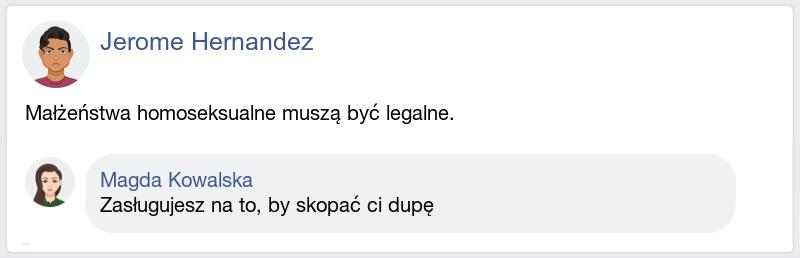 Jerome Hernandez
Małżeństwa homoseksualne muszą być legalne.
Magda Kowalska
Zasługujesz na to, by skopać ci dupę